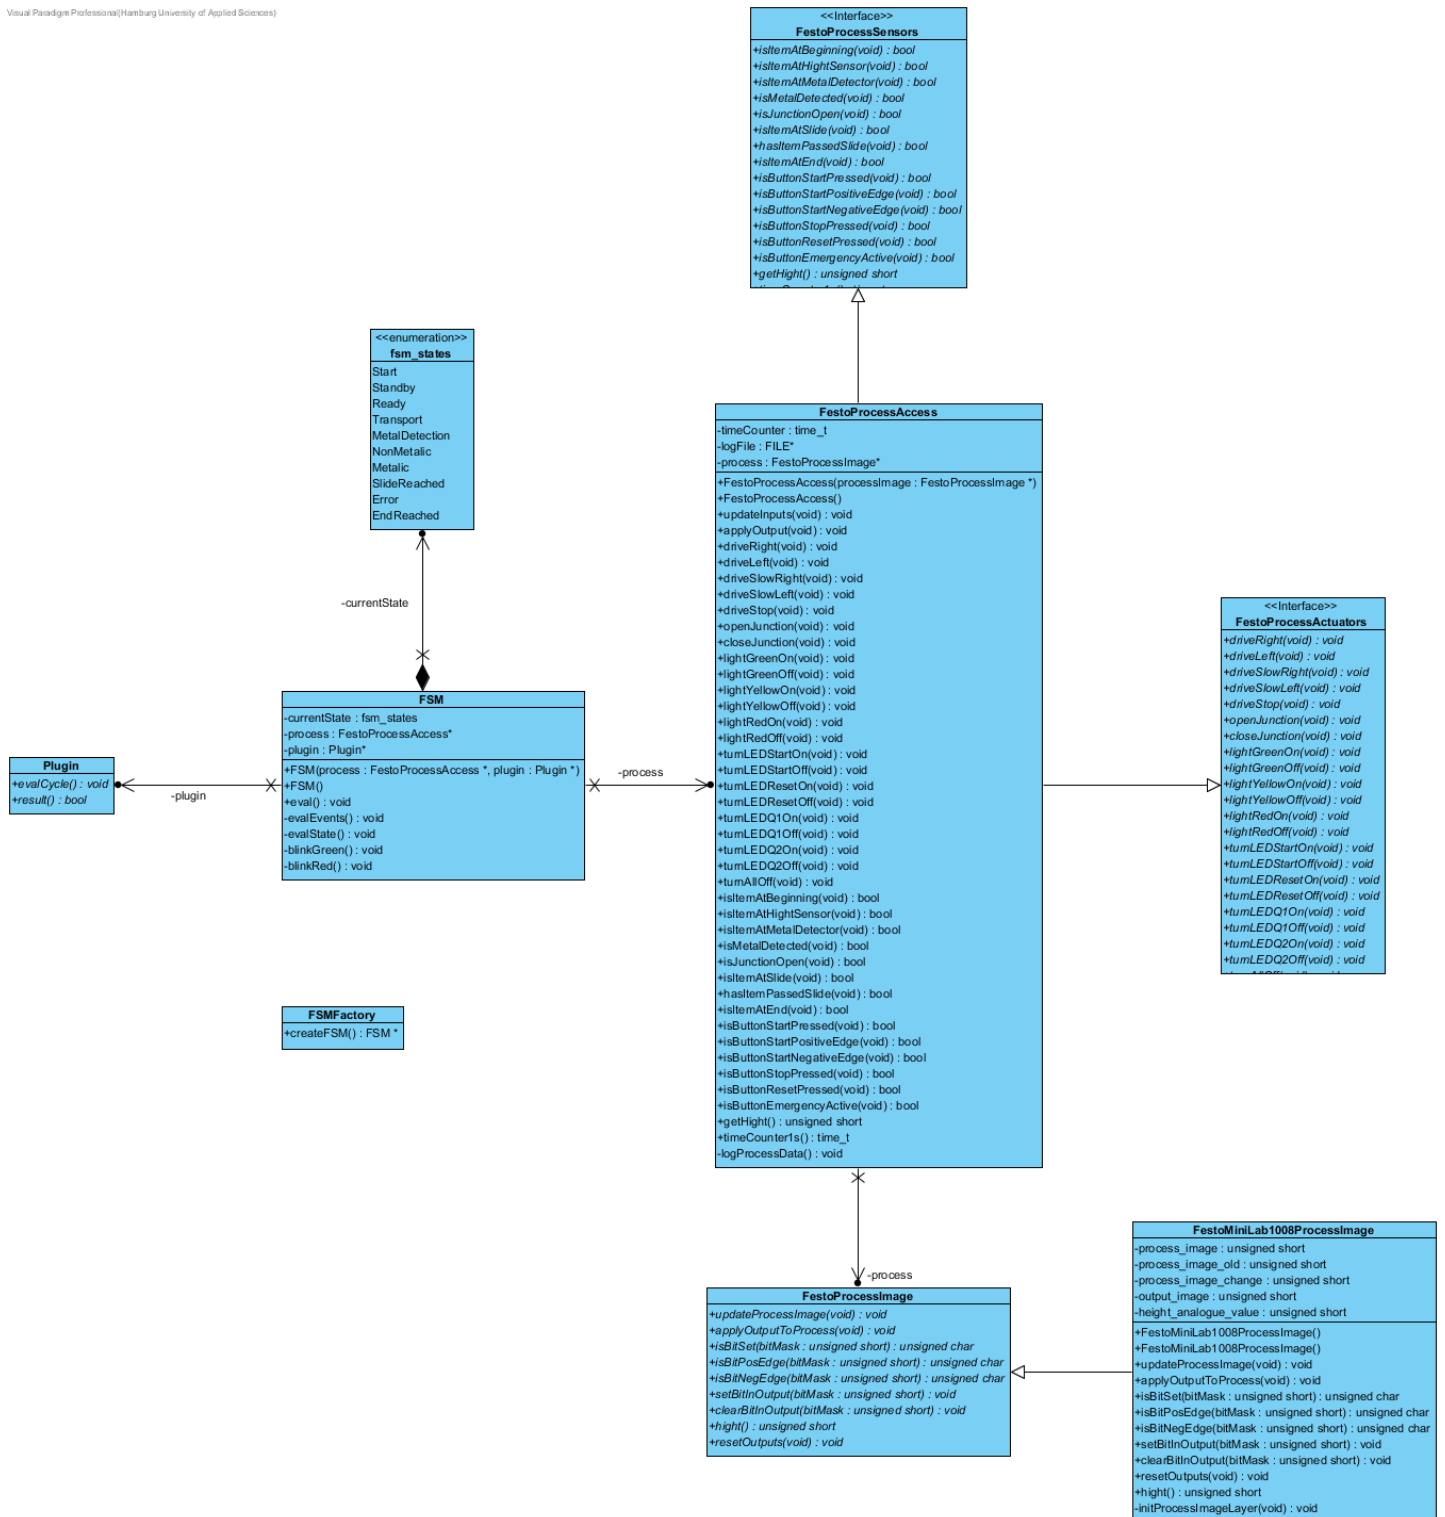 Visual Paradigm Professional(Hamburg University of Applied Sciences)
<<Interface>>
FestoProcessSensors
+isItemAtBeginning(void) : bool
+isItemAtHightSensor(void) : bool
+isItemAtMetalDetector(void) : bool
+isMetalDetected(void) : bool
+isJunctionOpen(void) : bool
+isItemAtSlide(void) : bool
+hasItemPassedSlide(void) : bool
+isItemAtEnd(void) : bool
+isButtonStartPressed(void) : bool
+isButtonStartPositiveEdge(void) : bool
+isButtonStartNegativeEdge(void) : bool
+isButtonStopPressed(void) : bool
+isButtonResetPressed(void) : bool
+isButtonEmergencyActive(void) : bool
+getHight() : unsigned short
<<enumeration>>
fsm_states
Start
Standby
Ready
Transport
MetalDetection
NonMetalic
Metalic
SlideReached
Error
EndReached
-currentState
FSM
-currentState : fsm_states
-process : FestoProcessAccess*
-plugin : Plugin*
+FSM(process : FestoProcessAccess *, plugin : Plugin *)
+FSM()
+eval() : void
-evalEvents() : void
-evalState() : void
-blinkGreen() : void
-blinkRed() : void
Plugin
+evalCycle() : void
+result() : bool
-plugin
-process
FSMFactory
+createFSM() : FSM *
FestoProcessAccess
-timeCounter : time_t
-logFile : FILE*
-process : FestoProcessImage*
+FestoProcessAccess(processImage : FestoProcessImage *)
+FestoProcessAccess()
+updateInputs(void) : void
+applyOutput(void) : void
+driveRight(void) : void
+driveLeft(void) : void
+driveSlowRight(void) : void
+driveSlowLeft(void) : void
+driveStop(void) : void
+openJunction(void) : void
+closeJunction(void) : void
+lightGreenOn(void) : void
+lightGreenOff(void) : void
+lightYellowOn(void) : void
+lightYellowOff(void) : void
+lightRedOn(void) : void
+lightRedOff(void) : void
+turnLEDStartOn(void) : void
+turnLEDStartOff(void) : void
+turnLEDResetOn(void) : void
+turnLEDResetOff(void) : void
+turnLEDQ1On(void) : void
+turnLEDQ1Off(void) : void
+turnLEDQ2On(void) : void
+turnLEDQ2Off(void) : void
+turnAllOff(void) : void
+isItemAtBeginning(void) : bool
+isItemAtHightSensor(void) : bool
+isItemAtMetalDetector(void) : bool
+isMetalDetected(void) : bool
+isJunctionOpen(void) : bool
+isItemAtSlide(void) : bool
+hasItemPassedSlide(void) : bool
+isItemAtEnd(void) : bool
+isButtonStartPressed(void) : bool
+isButtonStartPositiveEdge(void) : bool
+isButtonStartNegativeEdge(void) : bool
+isButtonStopPressed(void) : bool
+isButtonResetPressed(void) : bool
+isButtonEmergencyActive(void) : bool
+getHight() : unsigned short
+timeCounter1s() : time_t
-logProcessData() : void
<<Interface>>
FestoProcessActuators
+driveRight(void) : void
+driveLeft(void) : void
+driveSlowRight(void) : void
+driveSlowLeft(void) : void
+driveStop(void) : void
+openJunction(void) : void
+closeJunction(void) : void
+lightGreenOn(void) : void
+lightGreenOff(void) : void
+lightYellowOn(void) : void
+lightYellowOff(void) : void
+lightRedOn(void) : void
+lightRedOff(void) : void
+turnLEDStartOn(void) : void
+turnLEDStartOff(void) : void
+turnLEDResetOn(void) : void
+turnLEDResetOff(void) : void
+turnLEDQ1On(void) : void
+turnLEDQ1Off(void) : void
+turnLEDQ2On(void) : void
+turnLEDQ2Off(void) : void
-process
FestoProcessImage
+updateProcessImage(void) : void
+applyOutputToProcess(void) : void
+isBitSet(bitMask : unsigned short) : unsigned char
+isBitPosEdge(bitMask : unsigned short) : unsigned char
+isBitNegEdge(bitMask : unsigned short) : unsigned char
+setBitInOutput(bitMask : unsigned short) : void
+clearBitInOutput(bitMask : unsigned short) : void
+hight() : unsigned short
+resetOutputs(void) : void
FestoMiniLab1008ProcessImage
-process_image : unsigned short
-process_image_old : unsigned short
-process_image_change : unsigned short
-output_image : unsigned short
-height_analogue_value : unsigned short
+FestoMiniLab1008ProcessImage()
+FestoMiniLab1008ProcessImage()
+updateProcessImage(void) : void
+applyOutputToProcess(void) : void
+isBitSet(bitMask : unsigned short) : unsigned char
+isBitPosEdge(bitMask : unsigned short) : unsigned char
+isBitNegEdge(bitMask : unsigned short) : unsigned char
+setBitInOutput(bitMask : unsigned short) : void
+clearBitInOutput(bitMask : unsigned short) : void
+resetOutputs(void) : void
+hight() : unsigned short
-initProcessImageLayer(void) : void